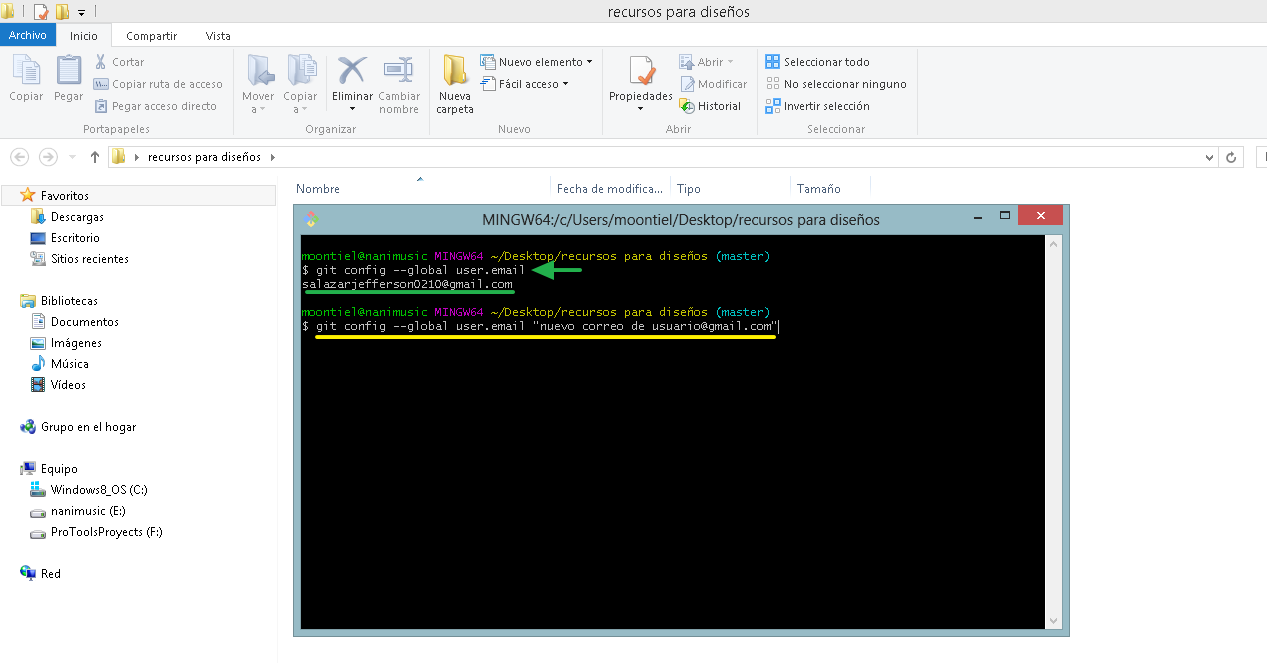 recursos para diseños
Archivo Inicio Compartir Vista
Copiar
Pegar
Cortar
Copiar ruta de acceso
Pegar acceso directo
Portapapeles
Mover a
Copiar a
Eliminar
Cambiar nombre
Organizar
Nueva carpeta
Nuevo elemento
Fácil acceso
Nuevo
Propiedades
Abrir
Modificar
Historial
Abrir
Seleccionar todo
No seleccionar ninguno
Invertir selección
Seleccionar
recursos para diseños
Favoritos
Descargas
Escritorio
Sitios recientes
Bibliotecas
Documentos
Imágenes
Música
Vídeos
Grupo en el hogar
Equipo
Windows8_OS (C:)
nanimusic (E:)
ProToolsProyects (F:)
Red
Nombre Fecha de modifica... Tipo Tamaño
MINGW64:/c/Users/moontiel/Desktop/recursos para diseños
moontiel@nanimusic MINGW64 ~/Desktop/recursos para diseños (master)
$ git config --global user.email
salazarjefferson0210@gmail.com
moontiel@nanimusic MINGW64 ~/Desktop/recursos para diseños (master)
$ git config --global user.email "nuevo correo de usuario@gmail.com"